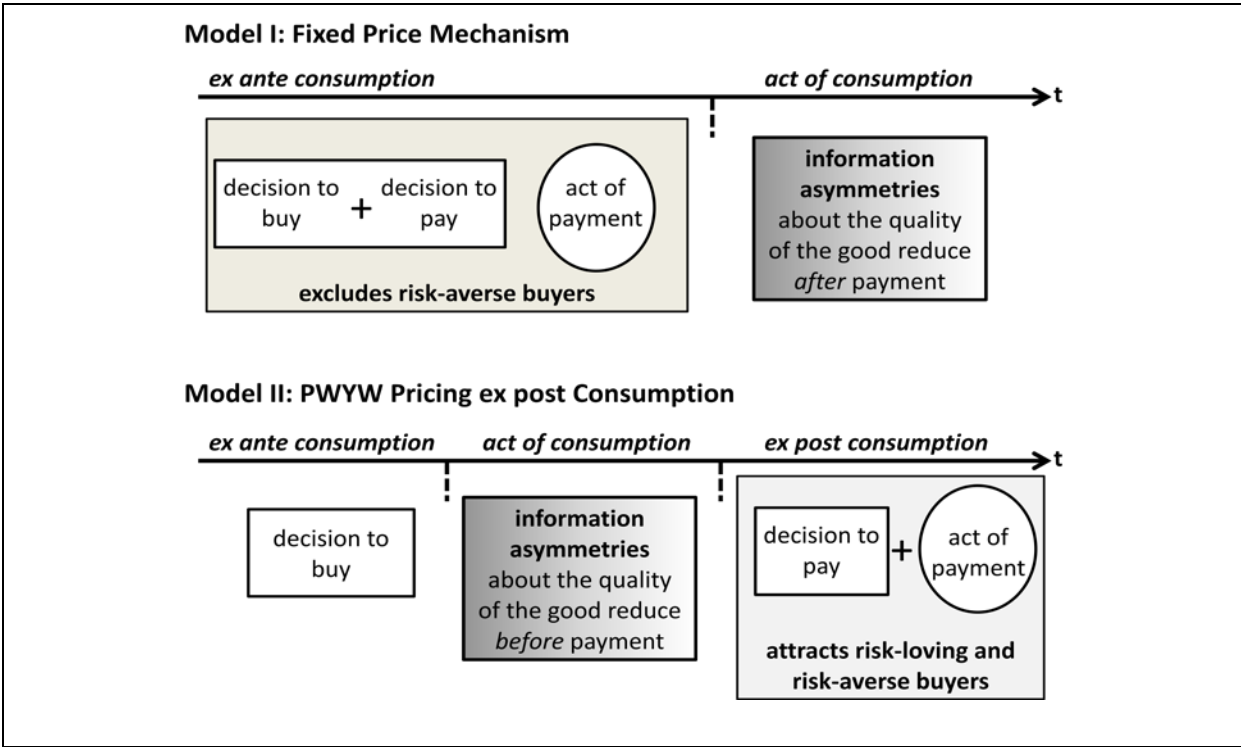 Model I: Fixed Price Mechanism
ex ante consumption
act of consumption
t
decision to
buy
+
decision to
pay
act of
payment
excludes risk-averse buyers
information
asymmetries
about the quality
of the good reduce
after payment
Model II: PWYW Pricing ex post Consumption
ex ante consumption
act of consumption
ex post consumption
t
decision to
buy
information
asymmetries
about the quality
of the good reduce
before payment
decision to
pay
+
act of
payment
attracts risk-loving and
risk-averse buyers